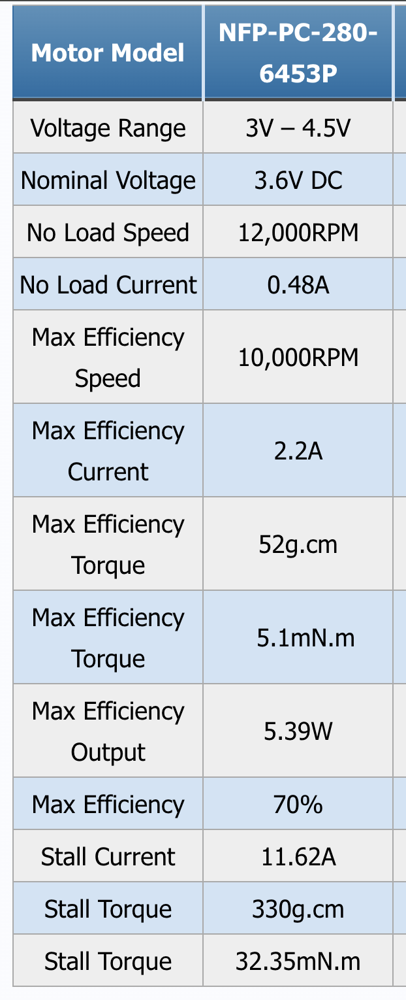 Motor Model
NFP-PC-280-
6453P
Voltage Range
3V – 4.5V
Nominal Voltage
3.6V DC
No Load Speed
12,000RPM
No Load Current
0.48A
Max Efficiency
Speed
10,000RPM
Max Efficiency
Current
2.2A
Max Efficiency
Torque
52g.cm
Max Efficiency
Torque
5.1mN.m
Max Efficiency
Output
5.39W
Max Efficiency
70%
Stall Current
11.62A
Stall Torque
330g.cm
Stall Torque
32.35mN.m